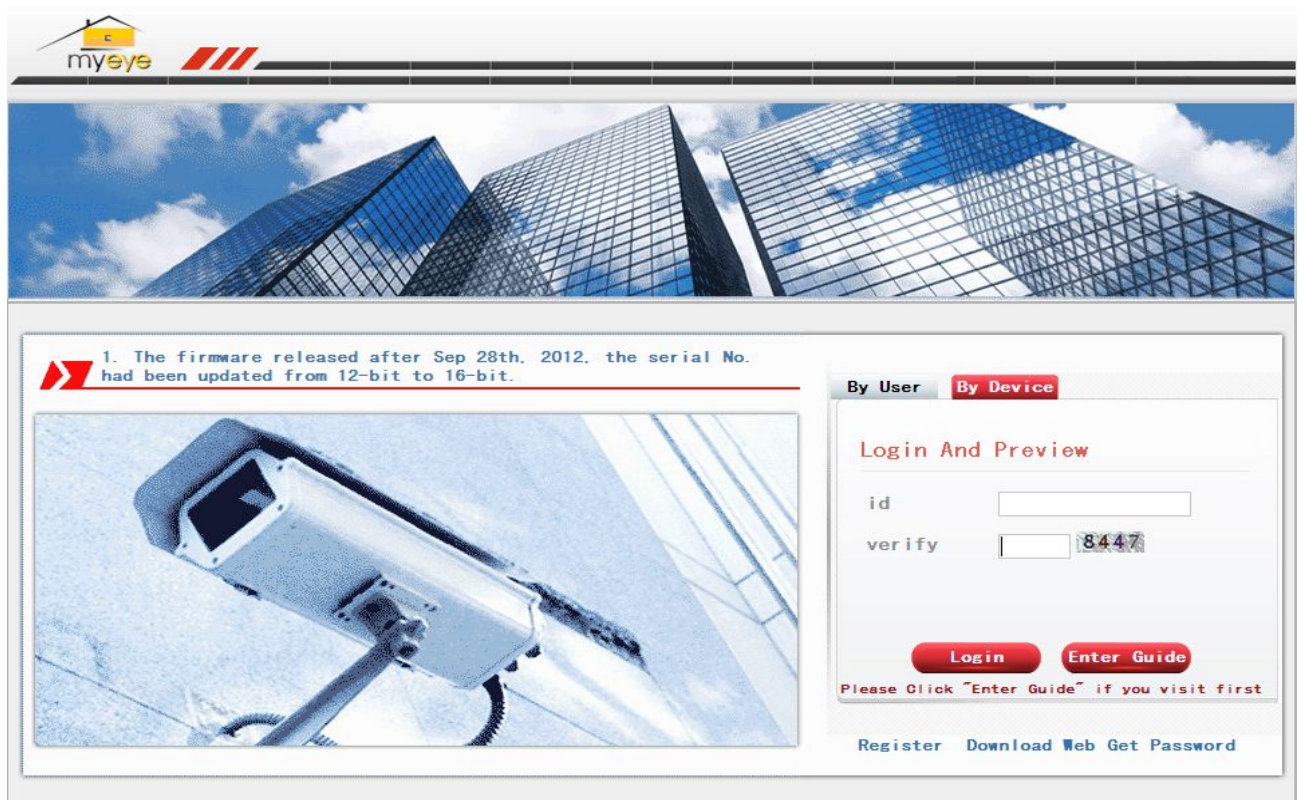 c
myeye
1. The firmware released after Sep 28th, 2012, the serial No.
had been updated from 12-bit to 16-bit.
By User
By Device
Login And Preview
id
verify
8447
Login
Enter Guide
Please Click "Enter Guide" if you visit first
Register
Download Web
Get Password